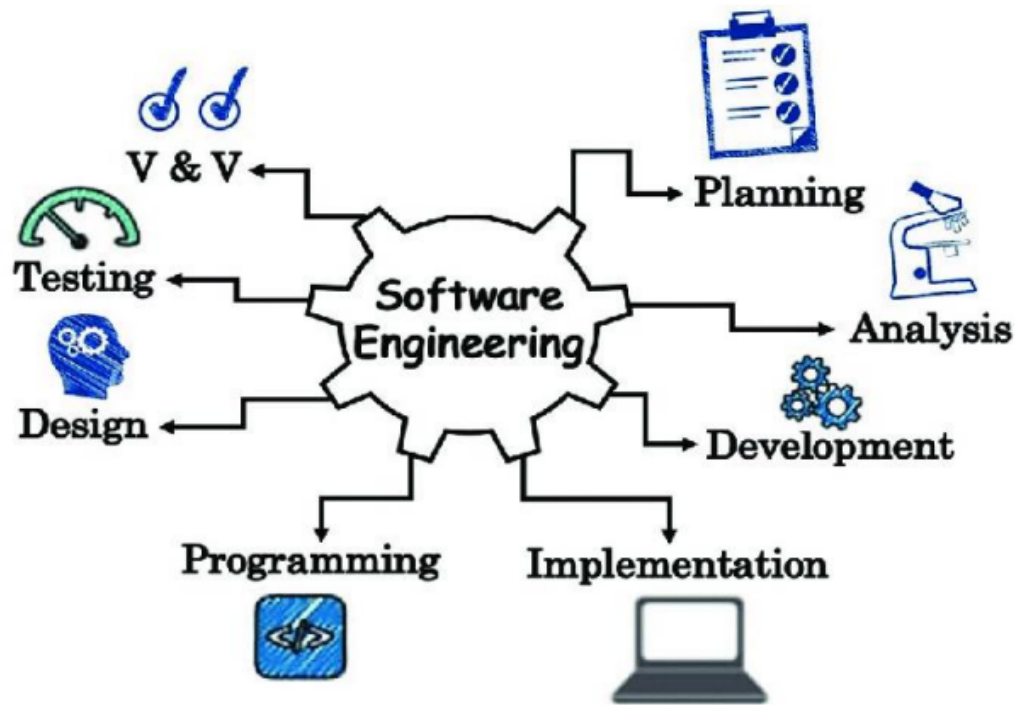 V & V
Planning
Testing
Software
Engineering
Analysis
Design
Development
Programming
Implementation